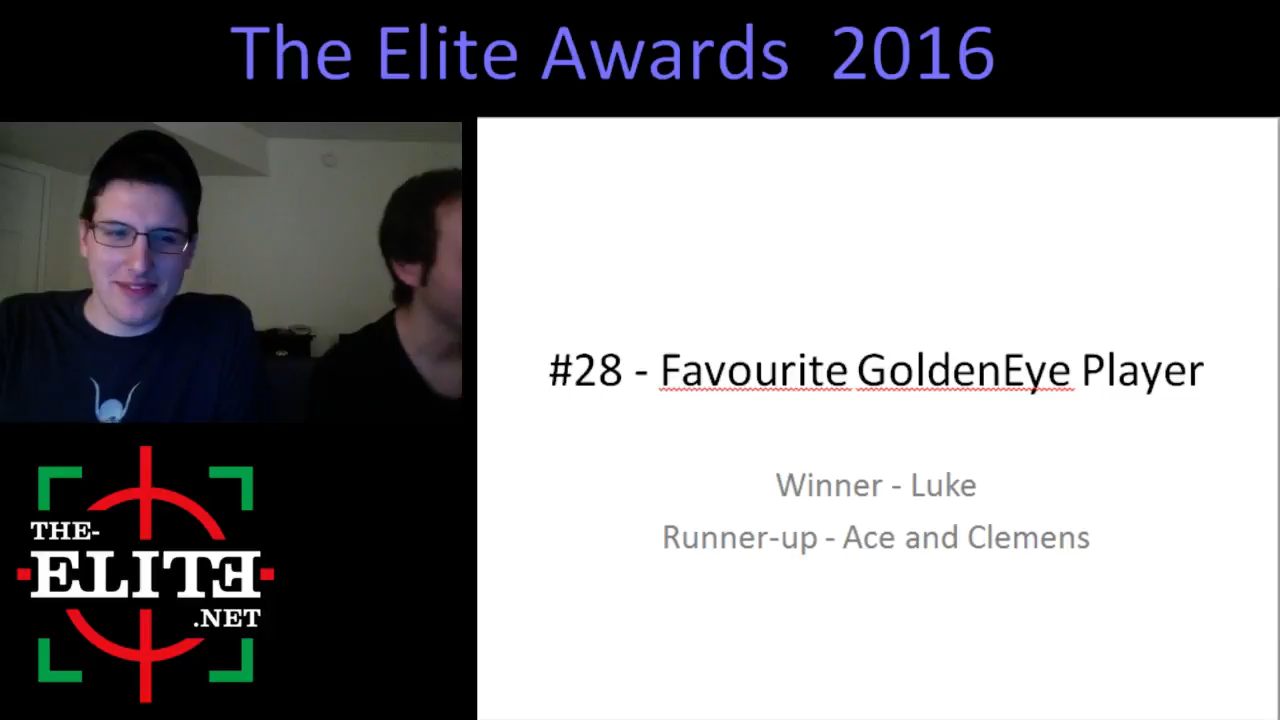 The Elite Awards 2016
#28 - Favourite GoldenEye Player
Winner - Luke
Runner-up - Ace and Clemens
THE-
ELITE
.NET